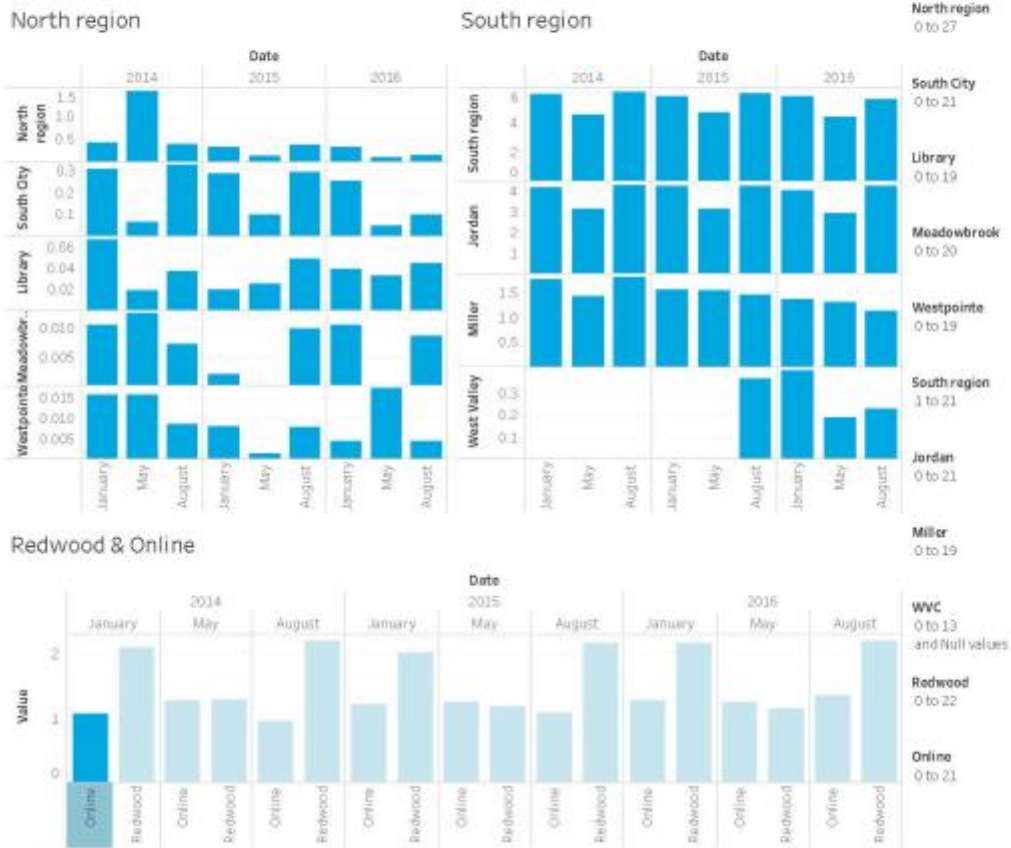 North region
Date
2014 2015 2016
North region
1.5
1.0
0.5
South City
0.3
0.2
0.1
Library
0.06
0.04
0.02
Meadowbr..
0.010
0.005
Westpointe
0.015
0.010
0.005
January May August January May August January May August
South region
Date
2014 2015 2016
South region
6
4
2
0
Jordan
4
3
2
1
Miller
1.5
1.0
0.5
West Valley
0.3
0.2
0.1
January May August January May August January May August
Redwood & Online
Date
2014 2015 2016
January May August January May August January May August
Value
2
1
0
Online Redwood Online Redwood Online Redwood Online Redwood Online Redwood Online Redwood Online Redwood Online Redwood Online Redwood
North region
0 to 27
South City
0 to 21
Library
0 to 19
Meadowbrook
0 to 20
Westpointe
0 to 19
South region
1 to 21
Jordan
0 to 21
Miller
0 to 19
WVC
0 to 13
and Null values
Redwood
0 to 22
Online
0 to 21